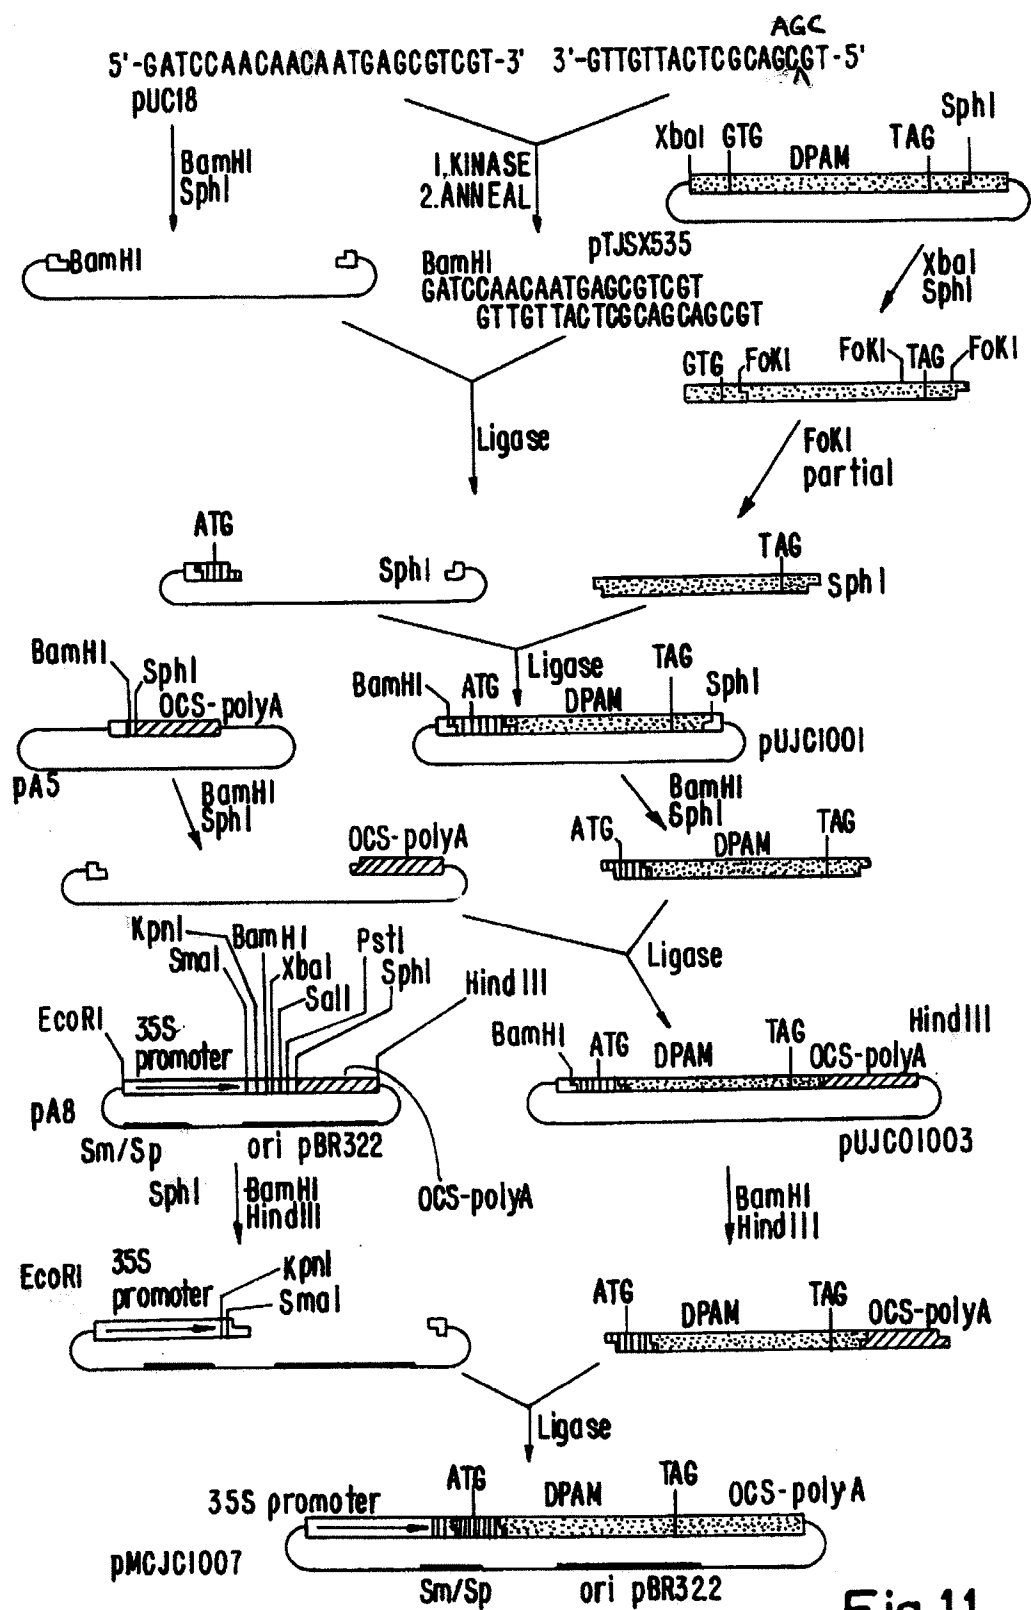 AGC
5'-GATCCAACAACAATGAGCGTCGT-3' 3'-GTTGTTACTCGCAGCGT-5'
pUC18
BamHI
SphI
1.KINASE
2.ANNEAL
XbaI GTG DPAM TAG SphI
pTJSX535
BamHI
BamHI
GATCCAACAATGAGCGTCGT
GTTGTTACTCGCAGCAGCGT
XbaI
SphI
GTG FoKI FoKI TAG FoKI
Ligase
FoKI
partial
ATG
SphI
TAG
SphI
Ligase
BamHI
SphI
OCS-polyA
pA5
BamHI ATG DPAM TAG SphI
pUJC1001
BamHI
SphI
BamHI
SphI
OCS-polyA
ATG DPAM TAG
Ligase
KpnI BamHI PstI
SmaI XbaI SphI
SalI HindIII
EcoRI 35S
promoter
pA8
Sm/Sp ori pBR322
OCS-polyA
BamHI ATG DPAM TAG OCS-polyA HindIII
pUJC01003
SphI BamHI
HindIII
BamHI
HindIII
EcoRI 35S
promoter
KpnI
SmaI
ATG DPAM TAG OCS-polyA
Ligase
35S promoter ATG DPAM TAG OCS-polyA
pMCJC1007
Sm/Sp ori pBR322
Fig.11